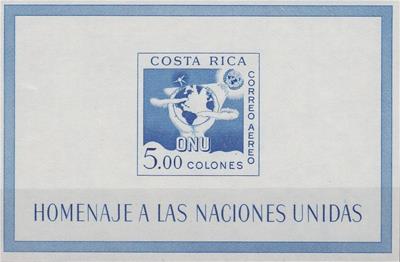 COSTA RICA
CORREO AEREO
ONU
5.00 COLONES
HOMENAJE A LAS NACIONES UNIDAS